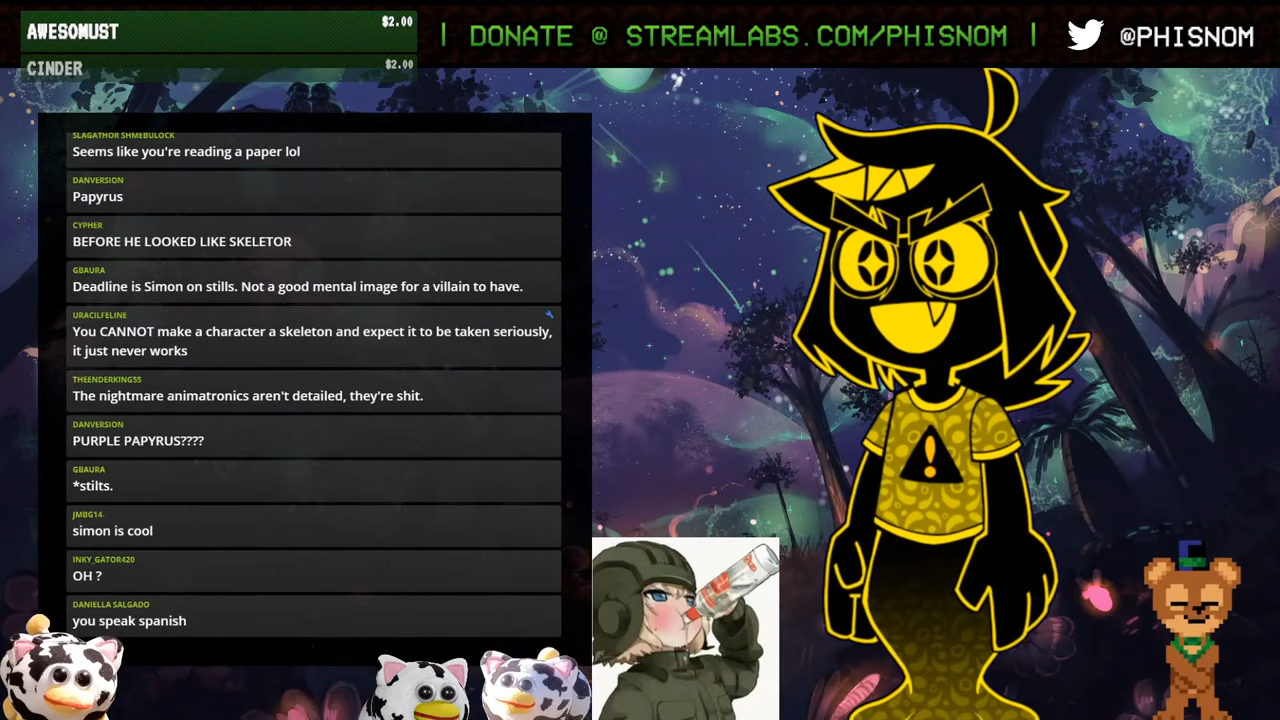 AWESOMUST $2.00
CINDER $2.00
| DONATE @ STREAMLABS.COM/PHISNOM | @PHISNOM
SLAGATHOR SHMEBULOCK
Seems like you're reading a paper lol
DANVERSION
Papyrus
CYPHER
BEFORE HE LOOKED LIKE SKELETOR
GBAURA
Deadline is Simon on stills. Not a good mental image for a villain to have.
URACILFELINE
You CANNOT make a character a skeleton and expect it to be taken seriously,
it just never works
THEENDERKING55
The nightmare animatronics aren't detailed, they're shit.
DANVERSION
PURPLE PAPYRUS????
GBAURA
*stilts.
JMBG14
simon is cool
INKY_GATOR420
OH ?
DANIELLA SALGADO
you speak spanish
!